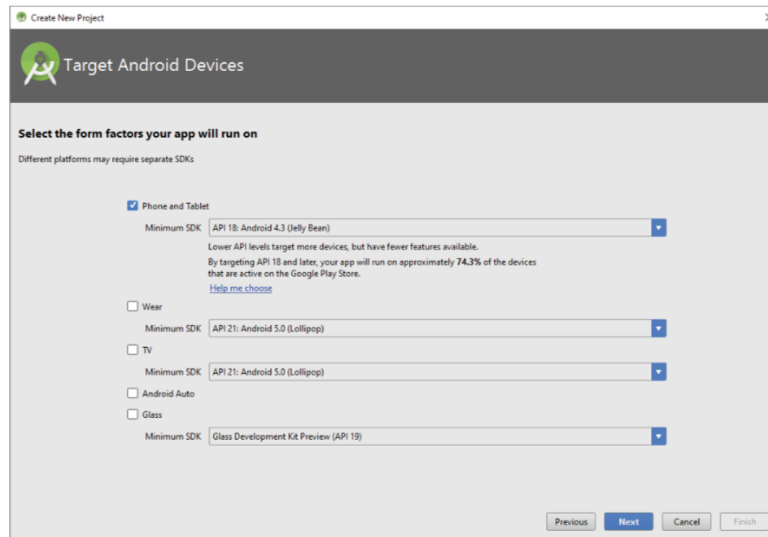 Create New Project
Target Android Devices
Select the form factors your app will run on
Different platforms may require separate SDKs
Phone and Tablet
Minimum SDK API 18: Android 4.3 (Jelly Bean)
Lower API levels target more devices, but have fewer features available.
By targeting API 18 and later, your app will run on approximately 74.3% of the devices
that are active on the Google Play Store.
Help me choose
Wear
Minimum SDK API 21: Android 5.0 (Lollipop)
TV
Minimum SDK API 21: Android 5.0 (Lollipop)
Android Auto
Glass
Minimum SDK Glass Development Kit Preview (API 19)
Previous Next Cancel Finish